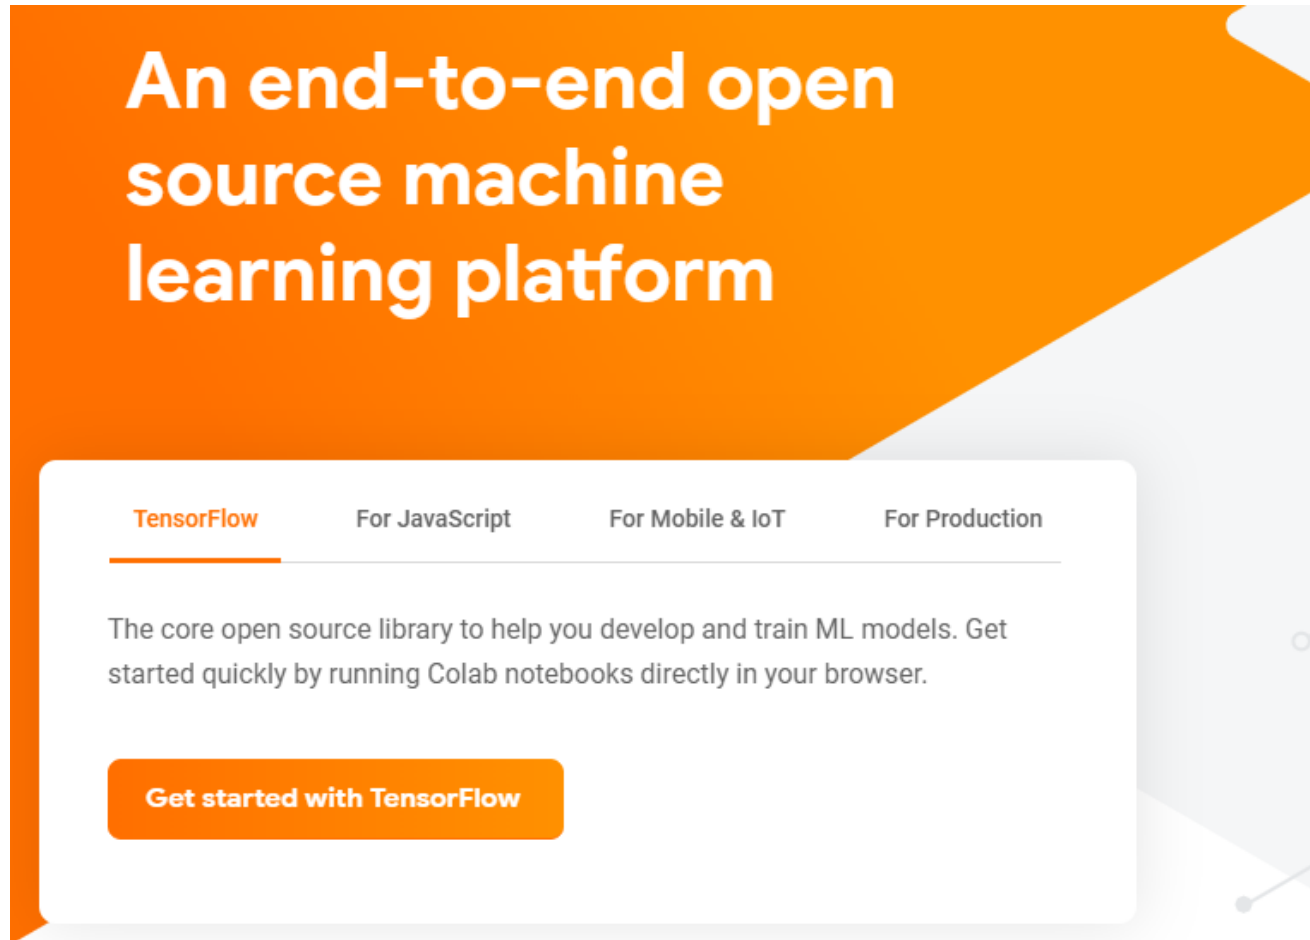 An end-to-end open
source machine
learning platform
TensorFlow For JavaScript For Mobile & IoT For Production
The core open source library to help you develop and train ML models. Get
started quickly by running Colab notebooks directly in your browser.
Get started with TensorFlow